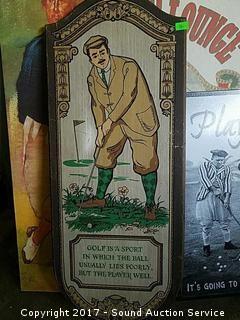 LOUNGE
GOLF IS A SPORT
IN WHICH THE BALL
USUALLY LIES POORLY,
BUT THE PLAYER WELL
Play
IT'S GOING TO
Copyright 2017 - Sound Auction Service